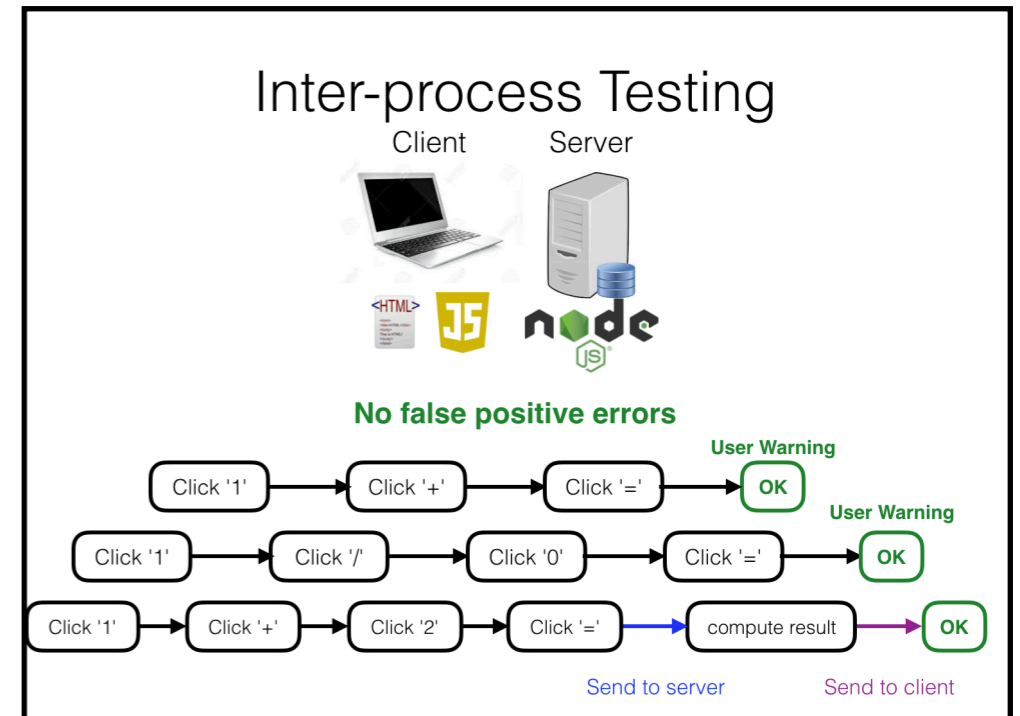 Inter-process Testing
Client Server
<HTML>
JS
node
JS
No false positive errors
User Warning
Click '1' Click '+' Click '=' OK
User Warning
Click '1' Click '/' Click '0' Click '=' OK
Click '1' Click '+' Click '2' Click '=' compute result OK
Send to server Send to client